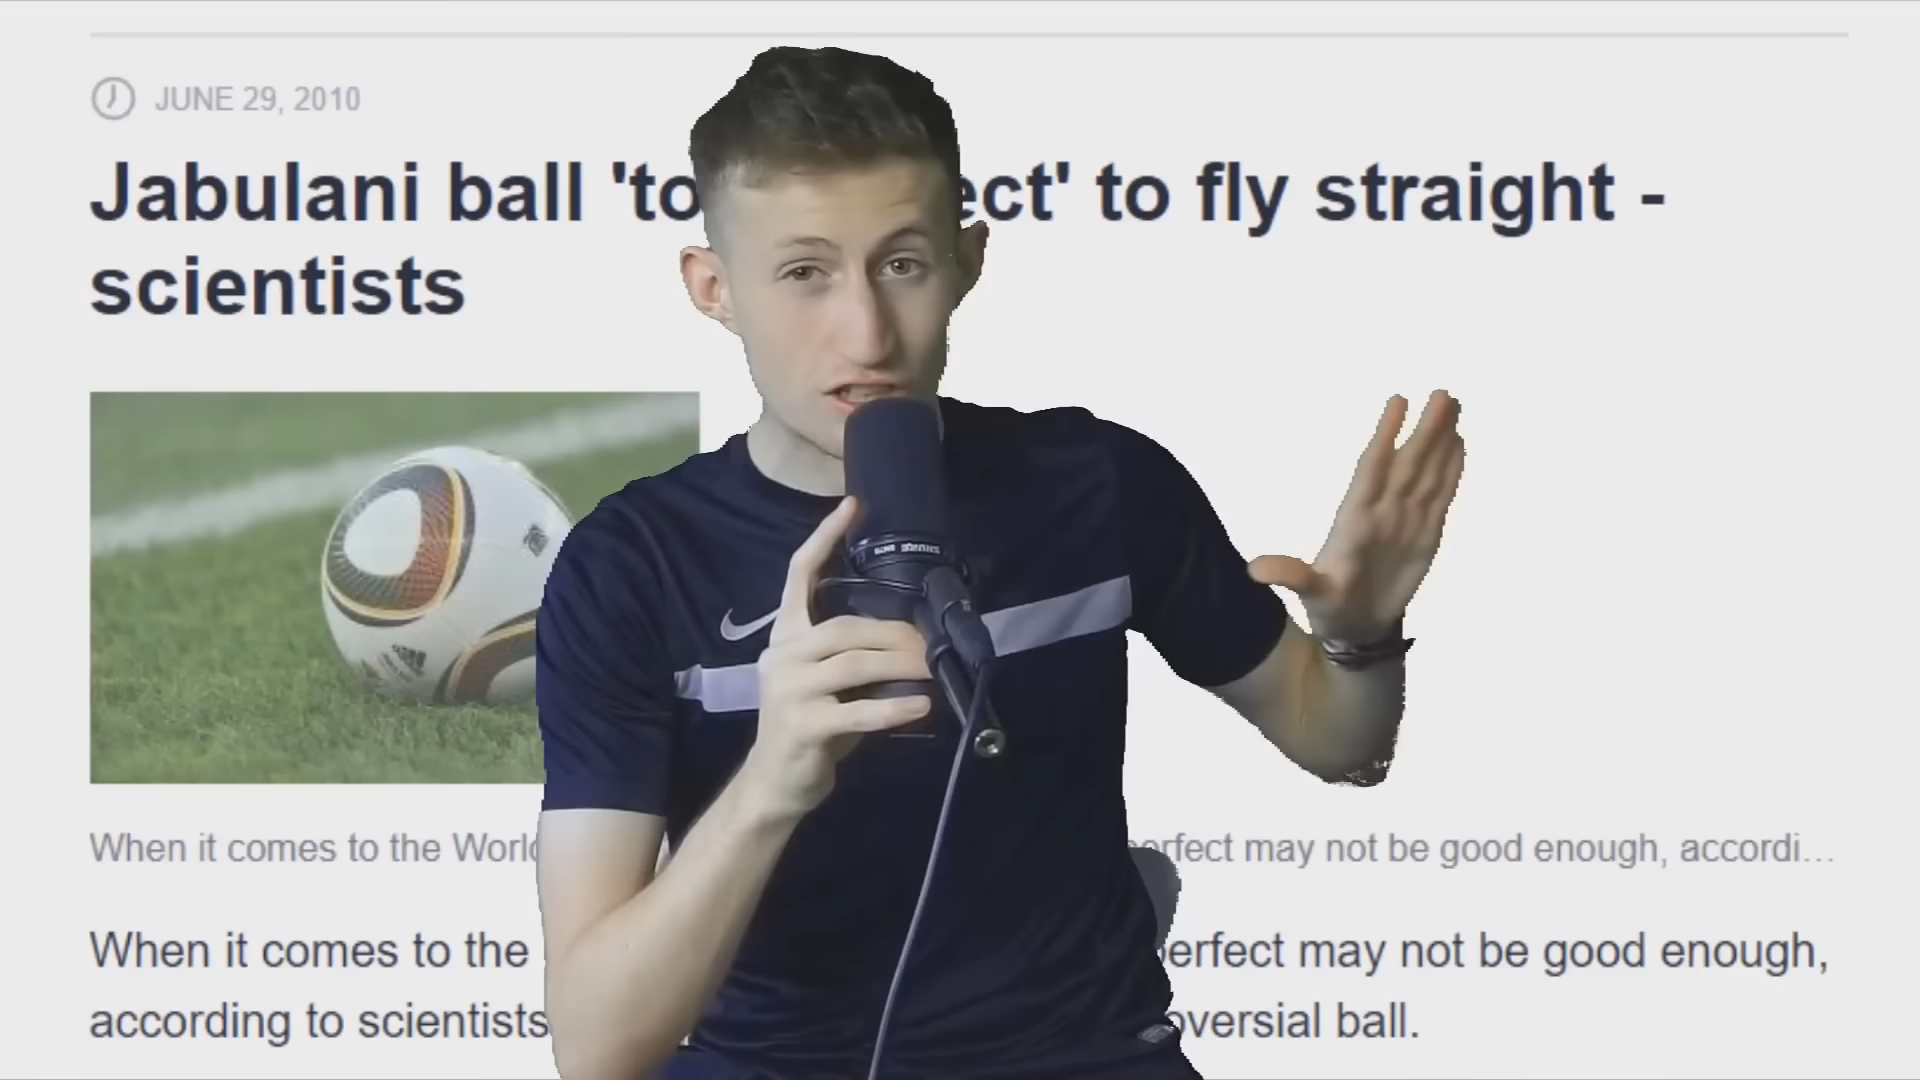 JUNE 29, 2010
Jabulani ball 'to ect' to fly straight -
scientists
When it comes to the World erfect may not be good enough, accordi...
When it comes to the erfect may not be good enough,
according to scientists oversial ball.